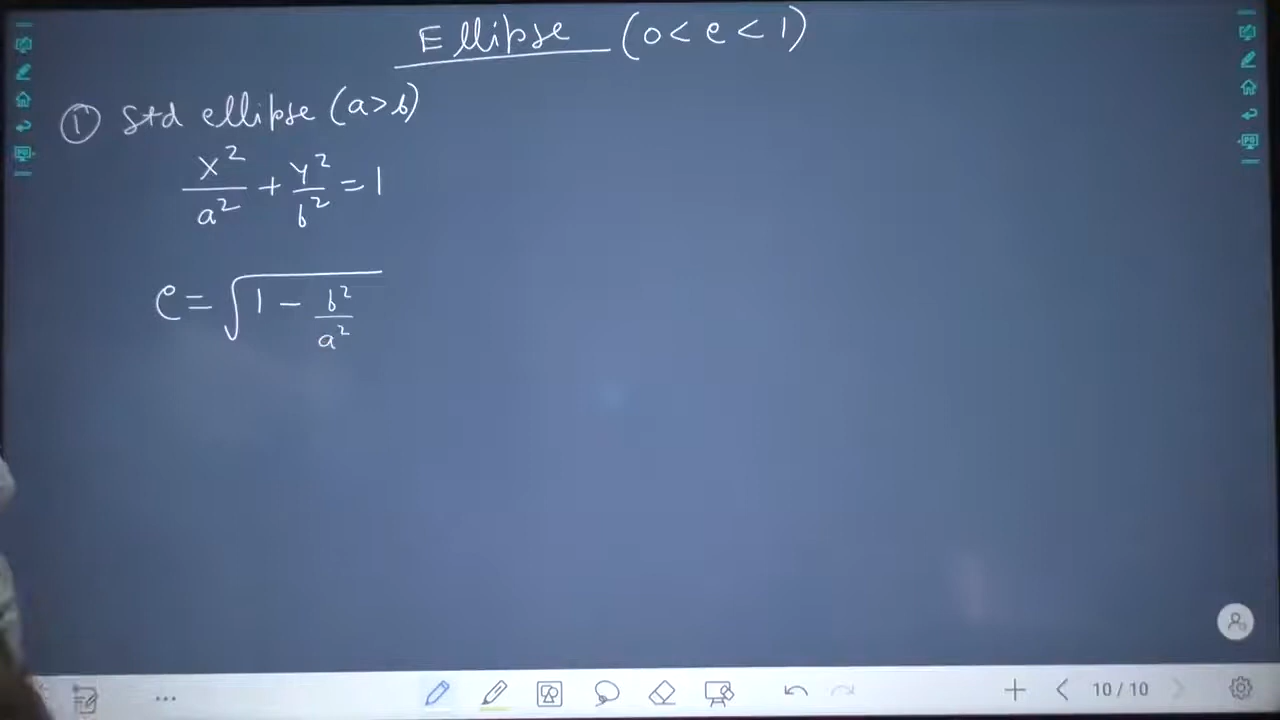 Ellipse (0 < e < 1)
① Std ellipse (a>b)
x²/a² + y²/b² = 1
e = √(1 - b²/a²)
10 / 10